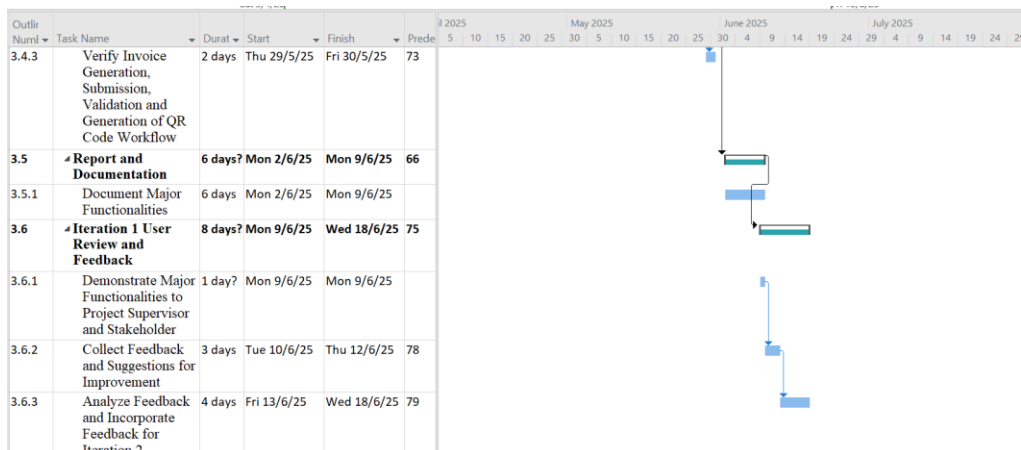 Outlir
Numl Task Name Durat Start Finish Prede
l 2025 May 2025 June 2025 July 2025
5 10 15 20 25 30 5 10 15 20 25 30 4 9 14 19 24 29 4 9 14 19 24 29
3.4.3 Verify Invoice 2 days Thu 29/5/25 Fri 30/5/25 73
Generation,
Submission,
Validation and
Generation of QR
Code Workflow
3.5 Report and 6 days? Mon 2/6/25 Mon 9/6/25 66
Documentation
3.5.1 Document Major 6 days Mon 2/6/25 Mon 9/6/25
Functionalities
3.6 Iteration 1 User 8 days? Mon 9/6/25 Wed 18/6/25 75
Review and
Feedback
3.6.1 Demonstrate Major 1 day? Mon 9/6/25 Mon 9/6/25
Functionalities to
Project Supervisor
and Stakeholder
3.6.2 Collect Feedback 3 days Tue 10/6/25 Thu 12/6/25 78
and Suggestions for
Improvement
3.6.3 Analyze Feedback 4 days Fri 13/6/25 Wed 18/6/25 79
and Incorporate
Feedback for
Iteration 2